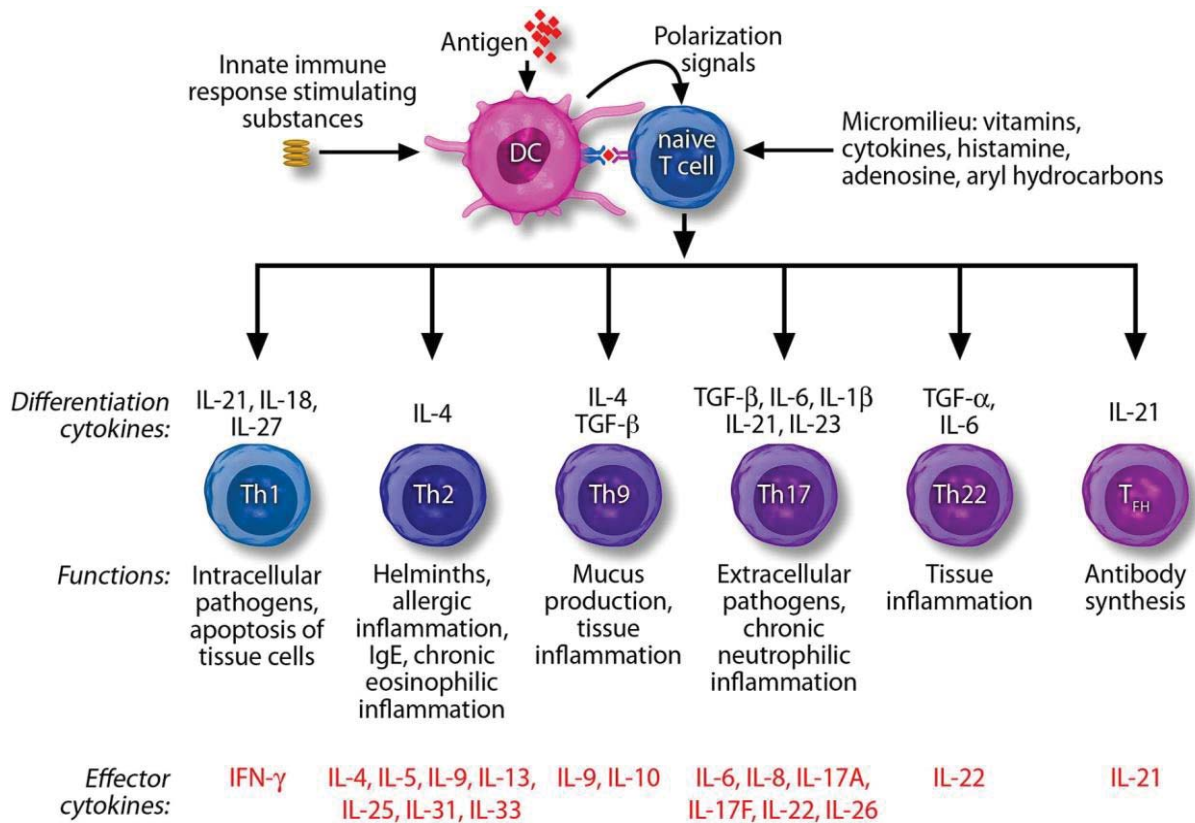 Antigen
Polarization
signals
Innate immune
response stimulating
substances
DC
naive
T cell
Micromilieu: vitamins,
cytokines, histamine,
adenosine, aryl hydrocarbons
Differentiation
cytokines:
IL-21, IL-18,
IL-27
IL-4
IL-4
TGF-β
TGF-β, IL-6, IL-1β
IL-21, IL-23
TGF-α,
IL-6
IL-21
Th1
Th2
Th9
Th17
Th22
TFH
Functions:
Intracellular
pathogens,
apoptosis of
tissue cells
Helminths,
allergic
inflammation,
IgE, chronic
eosinophilic
inflammation
Mucus
production,
tissue
inflammation
Extracellular
pathogens,
chronic
neutrophilic
inflammation
Tissue
inflammation
Antibody
synthesis
Effector
cytokines:
IFN-γ
IL-4, IL-5, IL-9, IL-13,
IL-25, IL-31, IL-33
IL-9, IL-10
IL-6, IL-8, IL-17A,
IL-17F, IL-22, IL-26
IL-22
IL-21